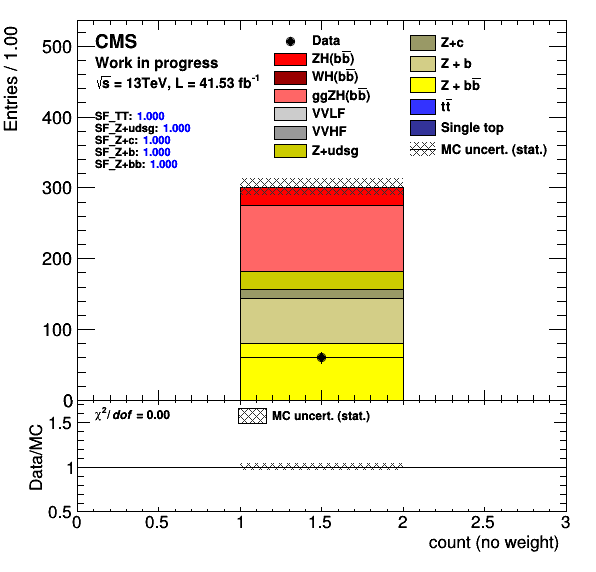 Entries / 1.00
500
400
300
200
100
0
CMS
Work in progress
√s = 13TeV, L = 41.53 fb⁻¹
SF_TT: 1.000
SF_Z+udsg: 1.000
SF_Z+c: 1.000
SF_Z+b: 1.000
SF_Z+bb: 1.000
Data
ZH(bb̅)
WH(bb̅)
ggZH(bb̅)
VVLF
VVHF
Z+udsg
Z+c
Z + b
Z + bb̅
tt̅
Single top
MC uncert. (stat.)
Data/MC
1.5
1
0.5
χ²/dof = 0.00
MC uncert. (stat.)
0 0.5 1 1.5 2 2.5 3
count (no weight)